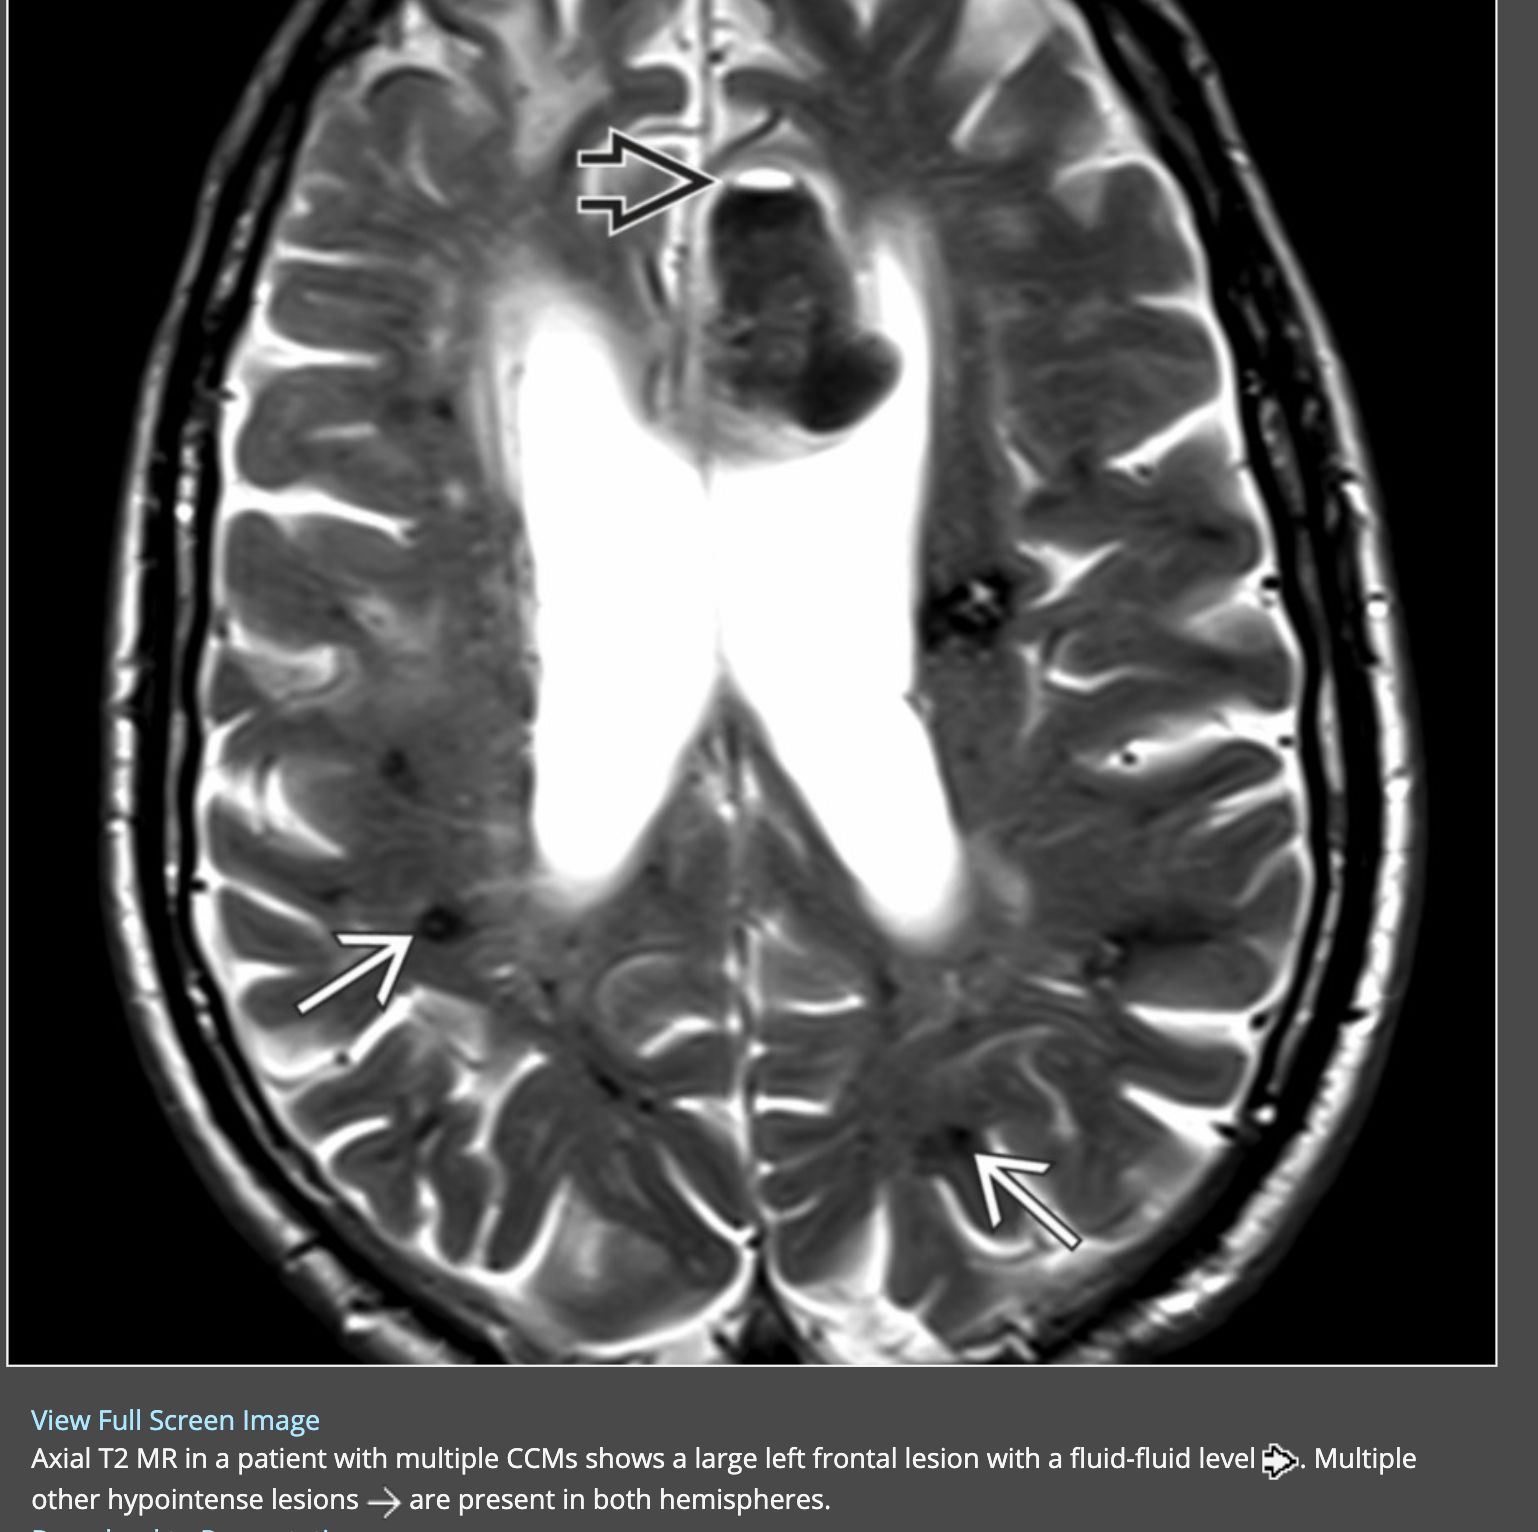 View Full Screen Image
Axial T2 MR in a patient with multiple CCMs shows a large left frontal lesion with a fluid-fluid level . Multiple
other hypointense lesions are present in both hemispheres.